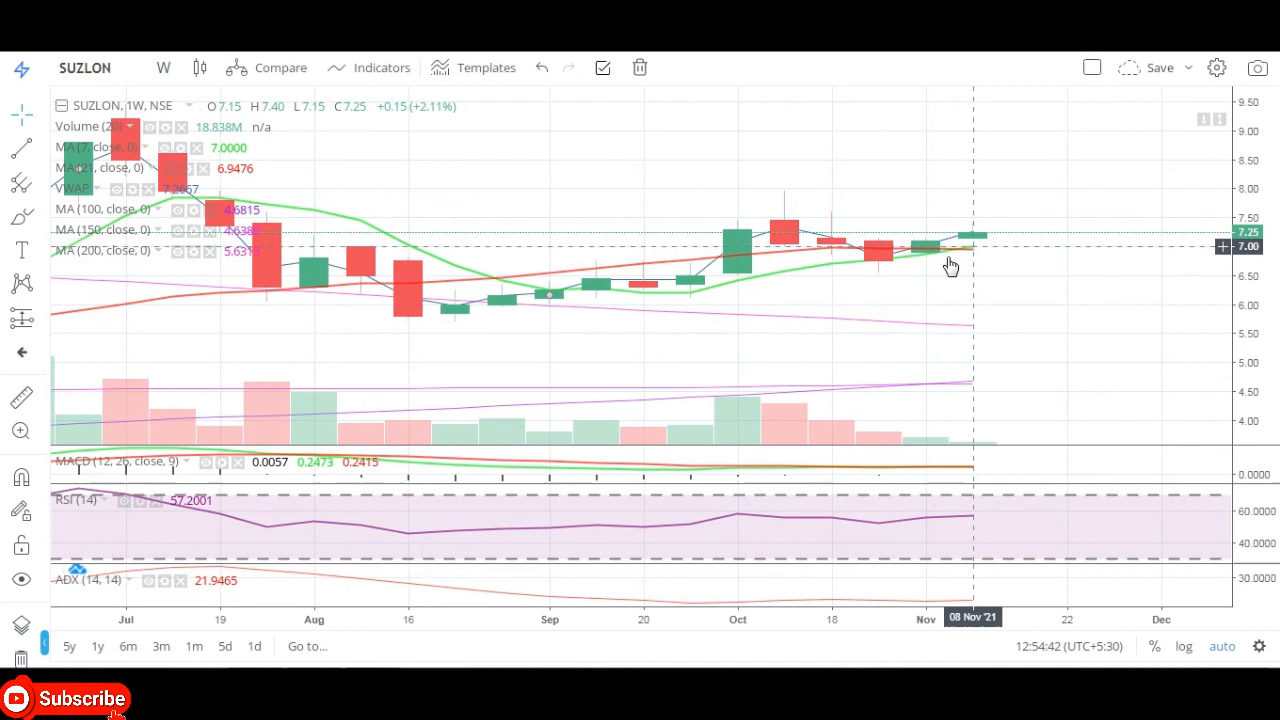 SUZLON W Compare Indicators Templates Save
SUZLON, 1W, NSE O 7.15 H 7.40 L 7.15 C 7.25 +0.15 (+2.11%)
Volume (20) 18.838M n/a
MA (7, close, 0) 7.0000
MA (21, close, 0) 6.9476
VWAP 7.2667
MA (100, close, 0) 4.6815
MA (150, close, 0)
MA (200, close, 0)
9.50
9.00
8.50
8.00
7.50
7.25
7.00
6.50
6.00
5.50
5.00
4.50
4.00
MACD (12, 26, close, 9) 0.0057 0.2473 0.2415
0.0000
RSI (14) 57.2001
60.0000
40.0000
ADX (14, 14) 21.9465
30.0000
Jul 19 Aug 16 Sep 20 Oct 18 Nov 08 Nov '21 22 Dec
5y 1y 6m 3m 1m 5d 1d Go to... 12:54:42 (UTC+5:30) % log auto
Subscribe